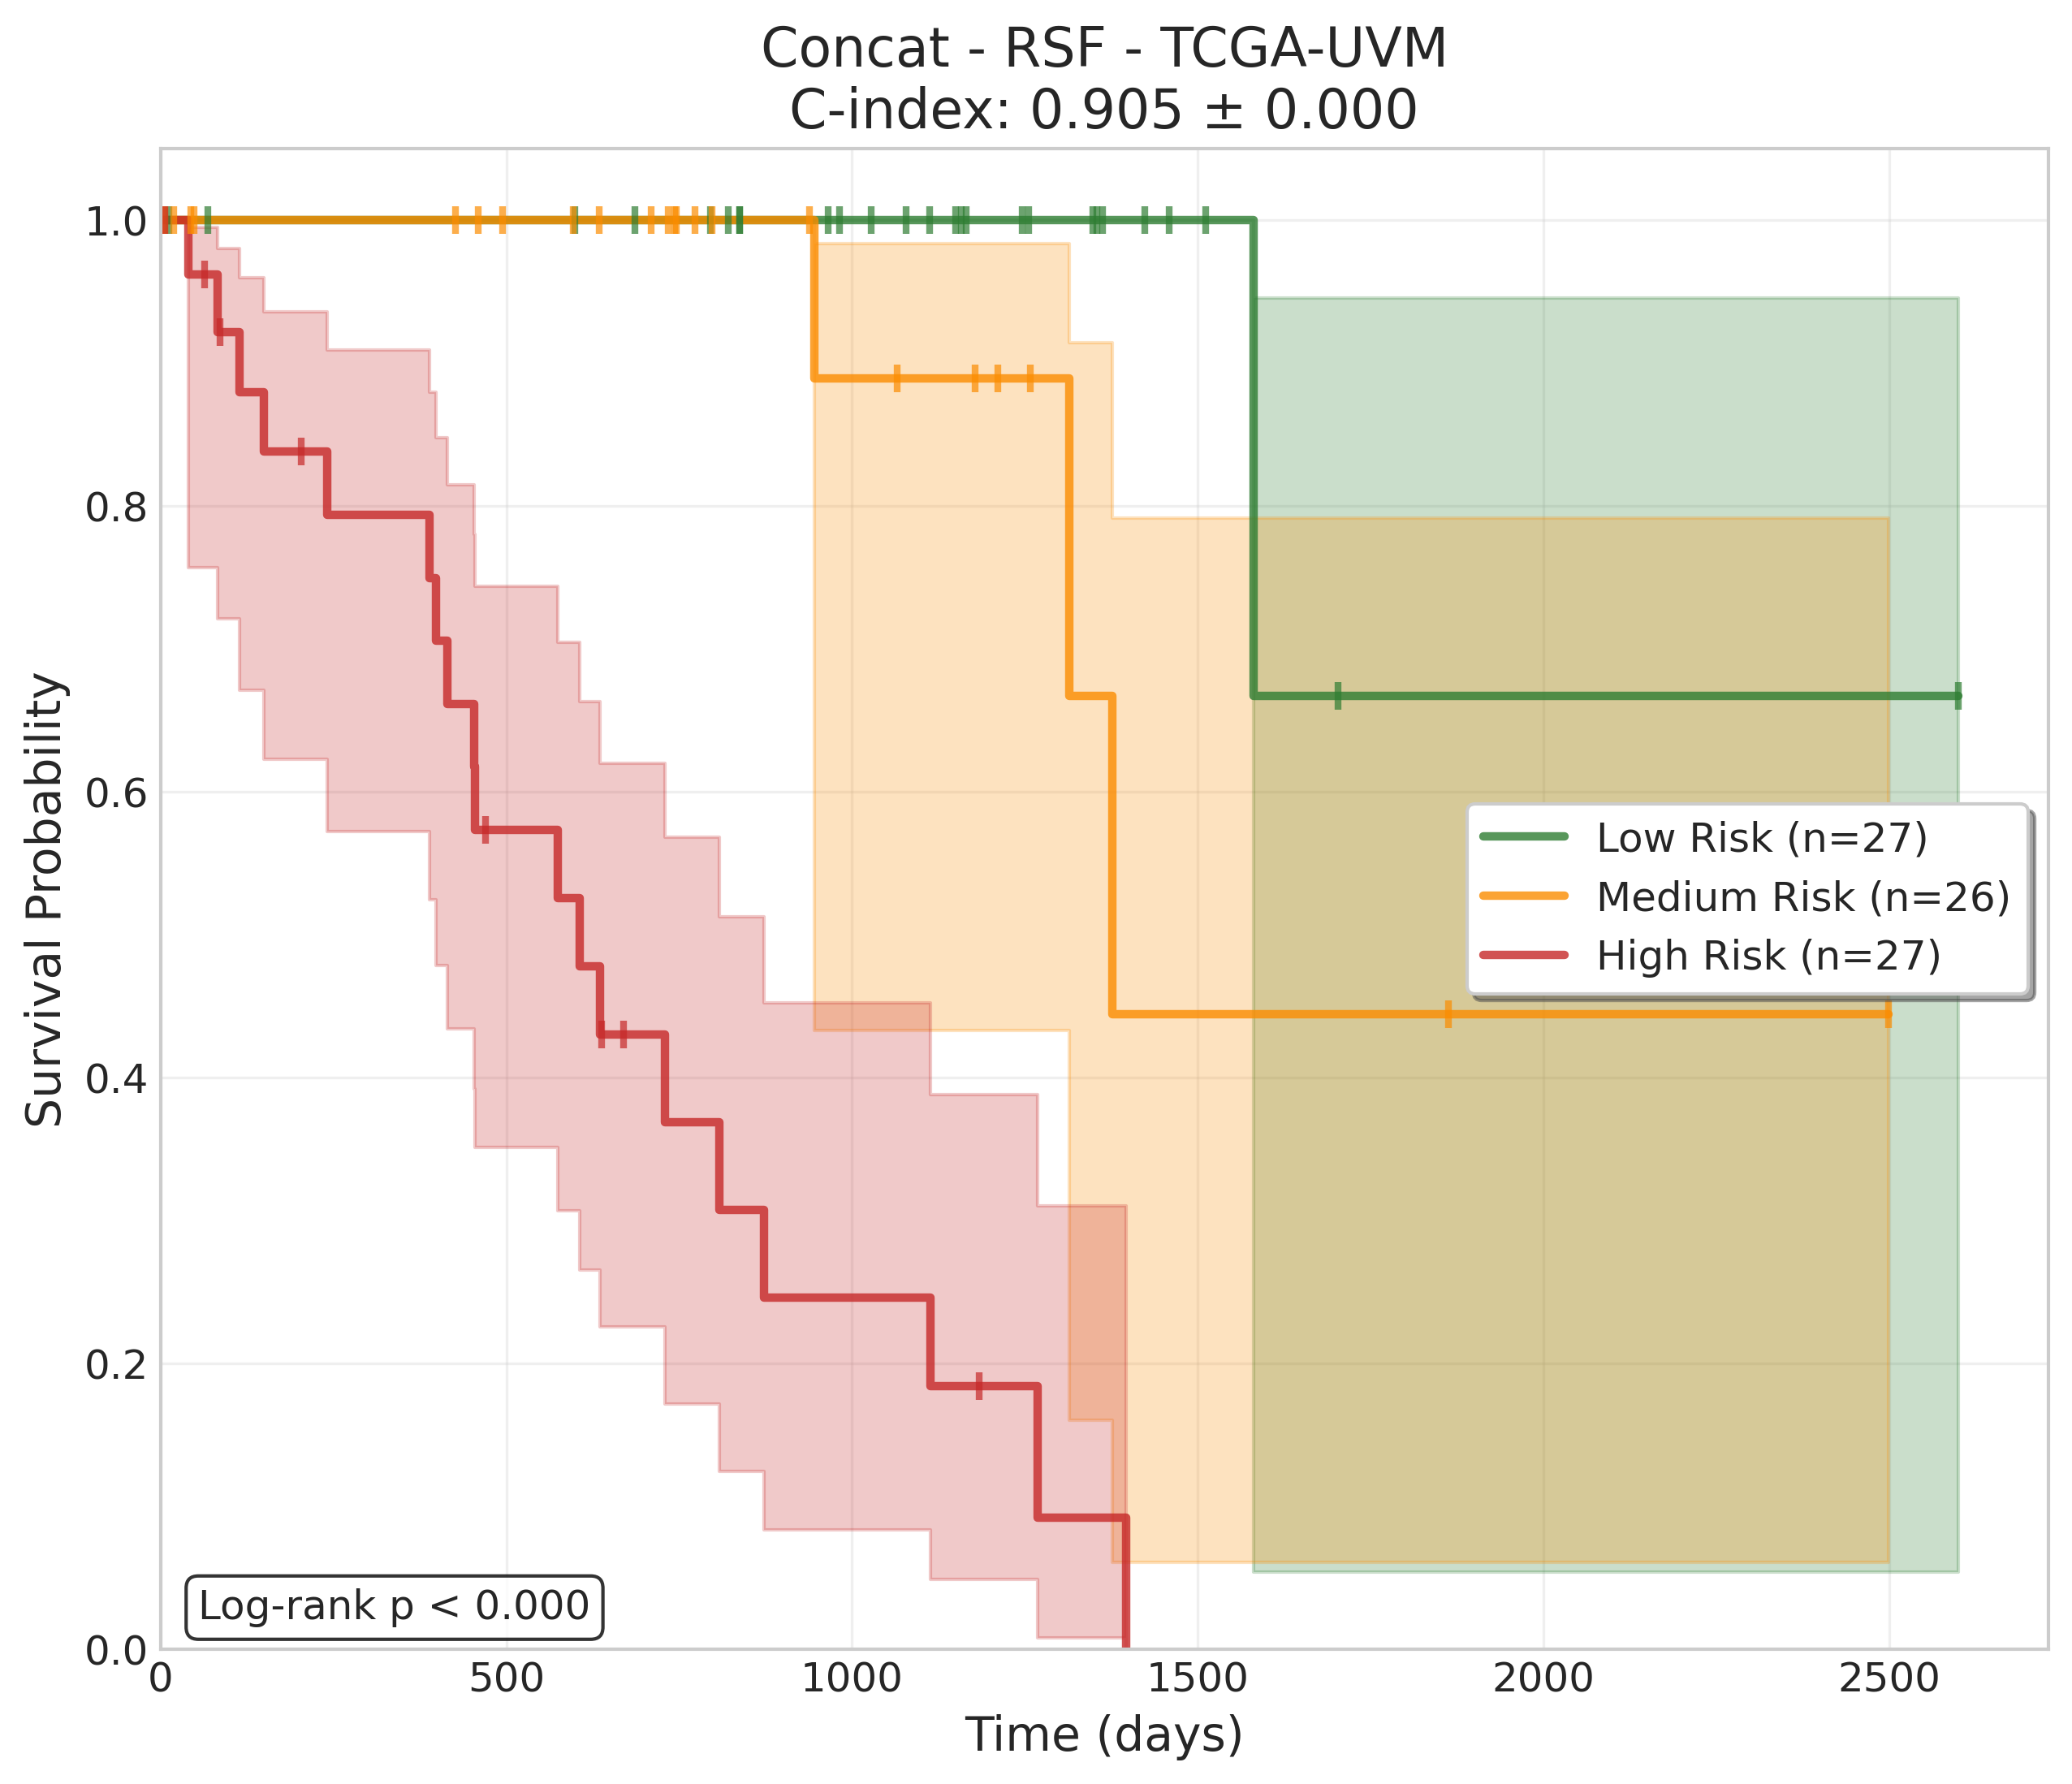 Concat - RSF - TCGA-UVM
C-index: 0.905 ± 0.000
Survival Probability
1.0
0.8
0.6
0.4
0.2
0.0
Low Risk (n=27)
Medium Risk (n=26)
High Risk (n=27)
Log-rank p < 0.000
0 500 1000 1500 2000 2500
Time (days)